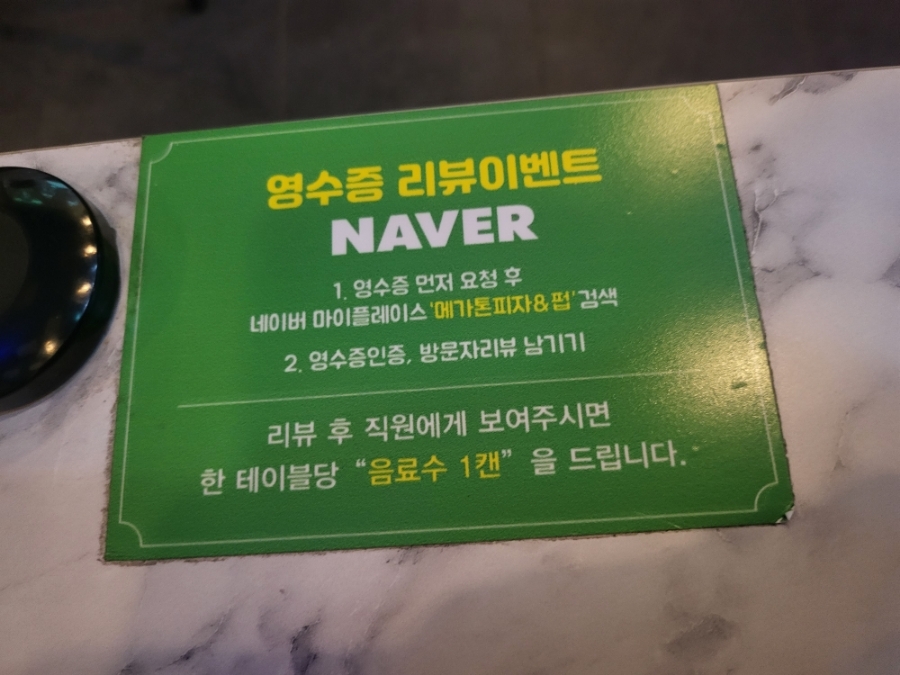 영수증 리뷰이벤트
NAVER
1. 영수증 먼저 요청 후
네이버 마이플레이스 '메가톤피자&펍' 검색
2. 영수증인증, 방문자리뷰 남기기
리뷰 후 직원에게 보여주시면
한 테이블당 “음료수 1캔” 을 드립니다.